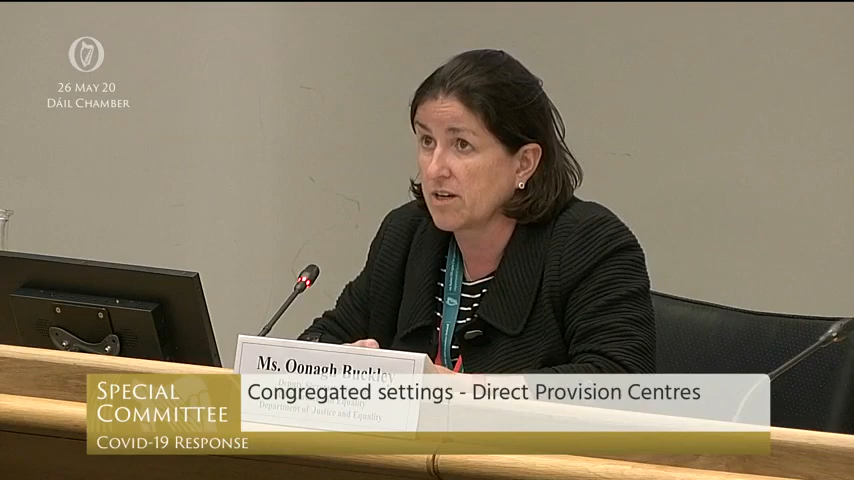 26 May 20
Dáil Chamber
Ms. Oonagh Buckley
Department of Justice and Equality
Special
Committee
Covid-19 Response
Congregated settings - Direct Provision Centres